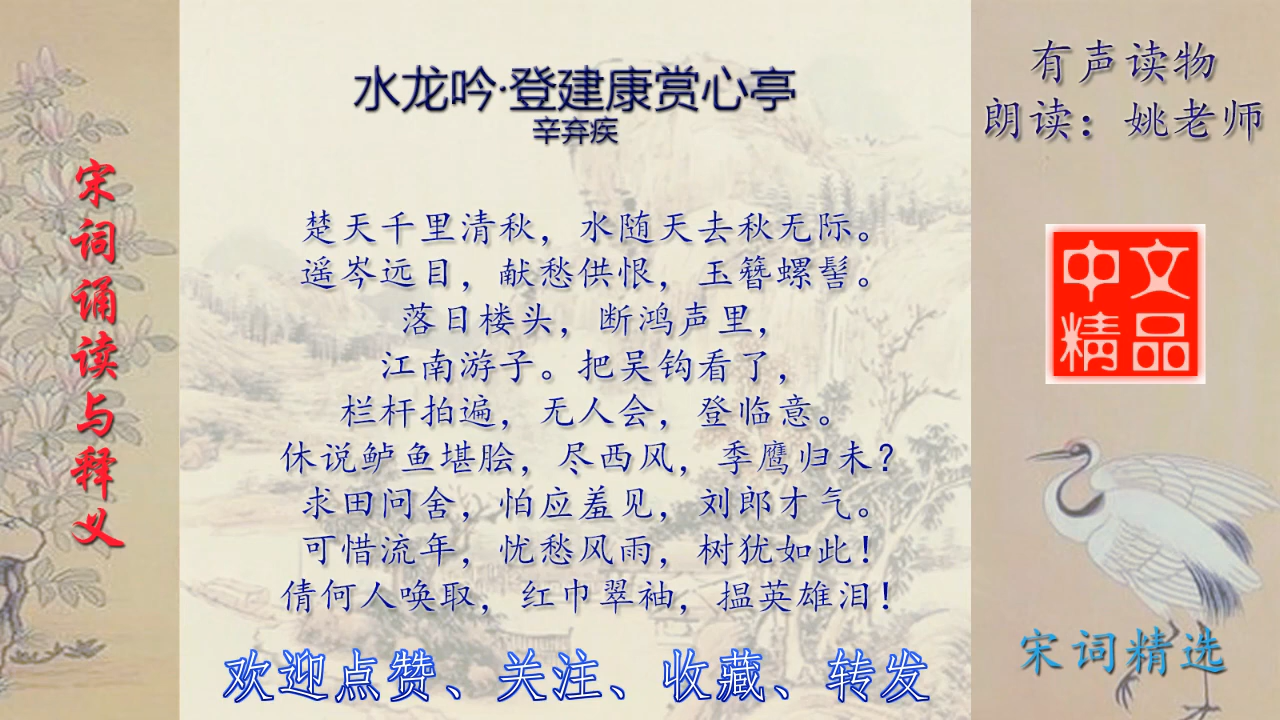 水龙吟·登建康赏心亭
辛弃疾
楚天千里清秋，水随天去秋无际。
遥岑远目，献愁供恨，玉簪螺髻。
落日楼头，断鸿声里，
江南游子。把吴钩看了，
栏杆拍遍，无人会，登临意。
休说鲈鱼堪脍，尽西风，季鹰归未？
求田问舍，怕应羞见，刘郎才气。
可惜流年，忧愁风雨，树犹如此！
倩何人唤取，红巾翠袖，揾英雄泪！
欢迎点赞、关注、收藏、转发
宋词诵读与释义
有声读物
朗读：姚老师
中文
精品
宋词精选